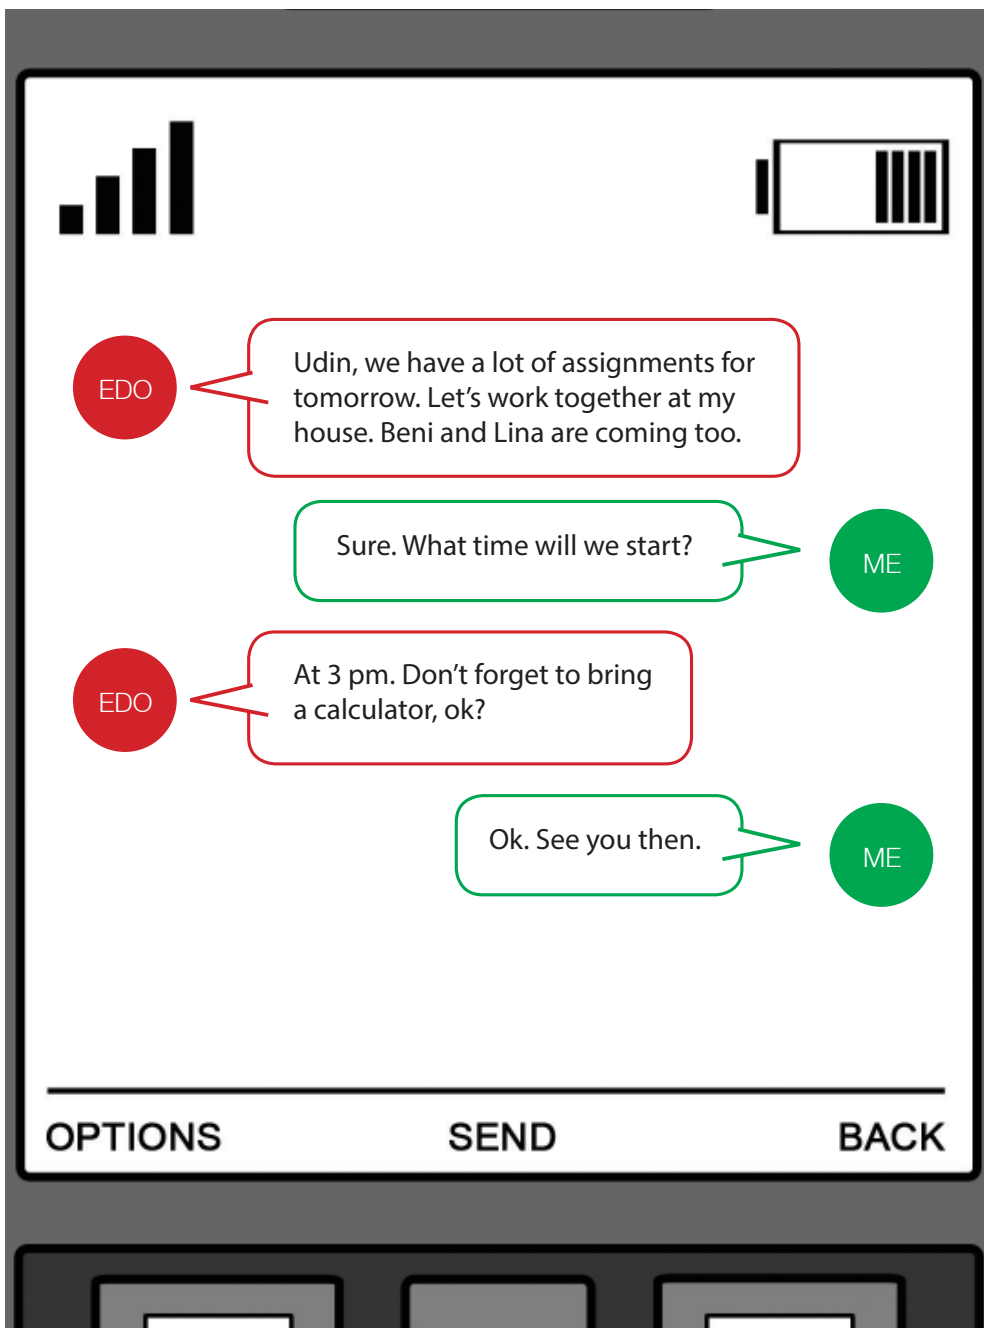 EDO
Udin, we have a lot of assignments for
tomorrow. Let's work together at my
house. Beni and Lina are coming too.
Sure. What time will we start?
ME
EDO
At 3 pm. Don't forget to bring
a calculator, ok?
Ok. See you then.
ME
OPTIONS SEND BACK